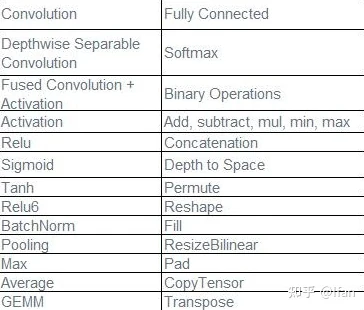 Convolution Fully Connected
Depthwise Separable
Convolution
Softmax
Fused Convolution +
Activation
Binary Operations
Activation Add, subtract, mul, min, max
Relu Concatenation
Sigmoid Depth to Space
Tanh Permute
Relu6 Reshape
BatchNorm Fill
Pooling ResizeBilinear
Max Pad
Average CopyTensor
GEMM Transpose
知乎 @lfan